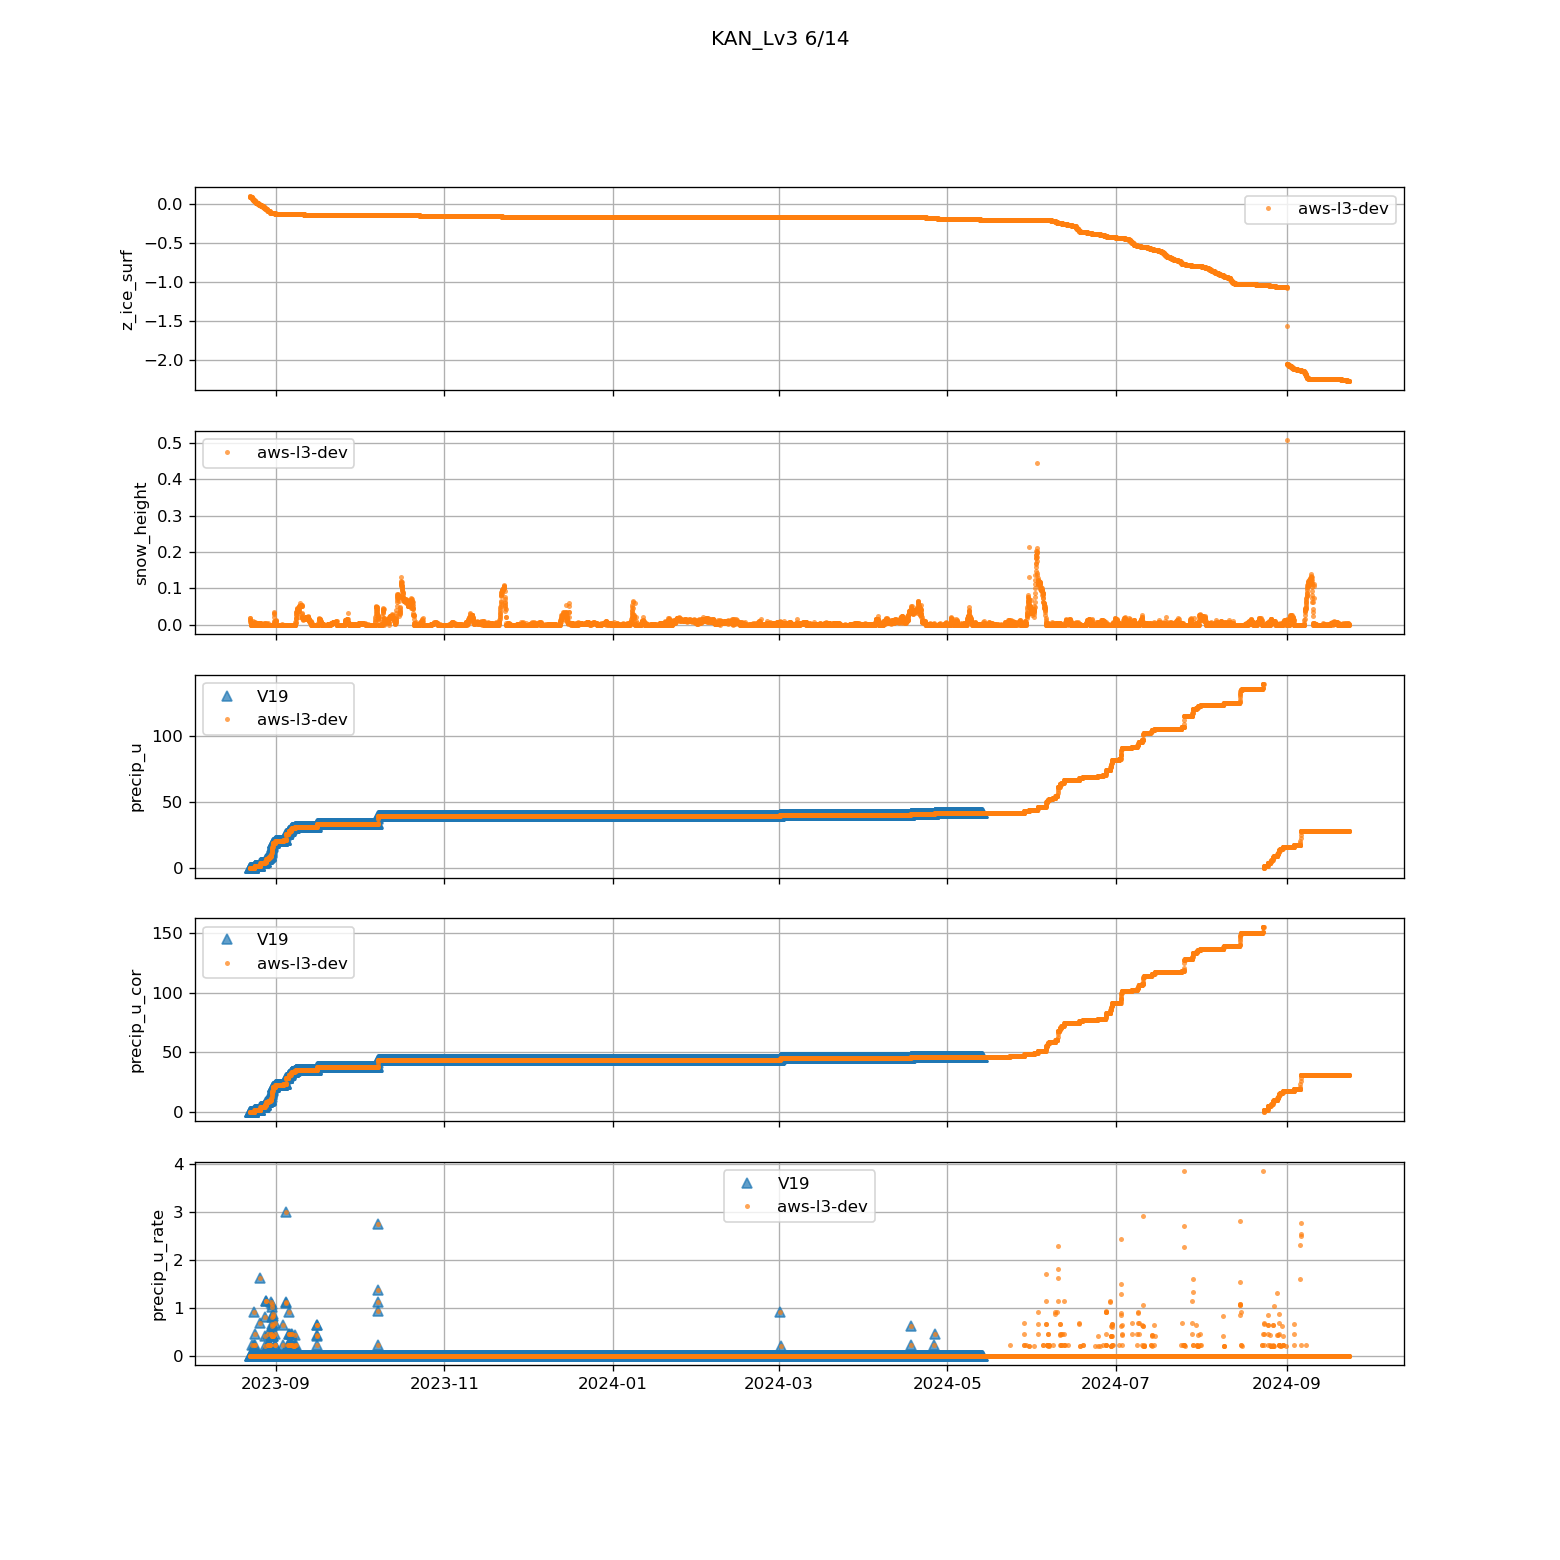 KAN_Lv3 6/14
z_ice_surf
0.0
−0.5
−1.0
−1.5
−2.0
aws-l3-dev
snow_height
0.5
0.4
0.3
0.2
0.1
0.0
aws-l3-dev
precip_u
100
50
0
V19
aws-l3-dev
precip_u_cor
150
100
50
0
V19
aws-l3-dev
precip_u_rate
4
3
2
1
0
V19
aws-l3-dev
2023-09 2023-11 2024-01 2024-03 2024-05 2024-07 2024-09